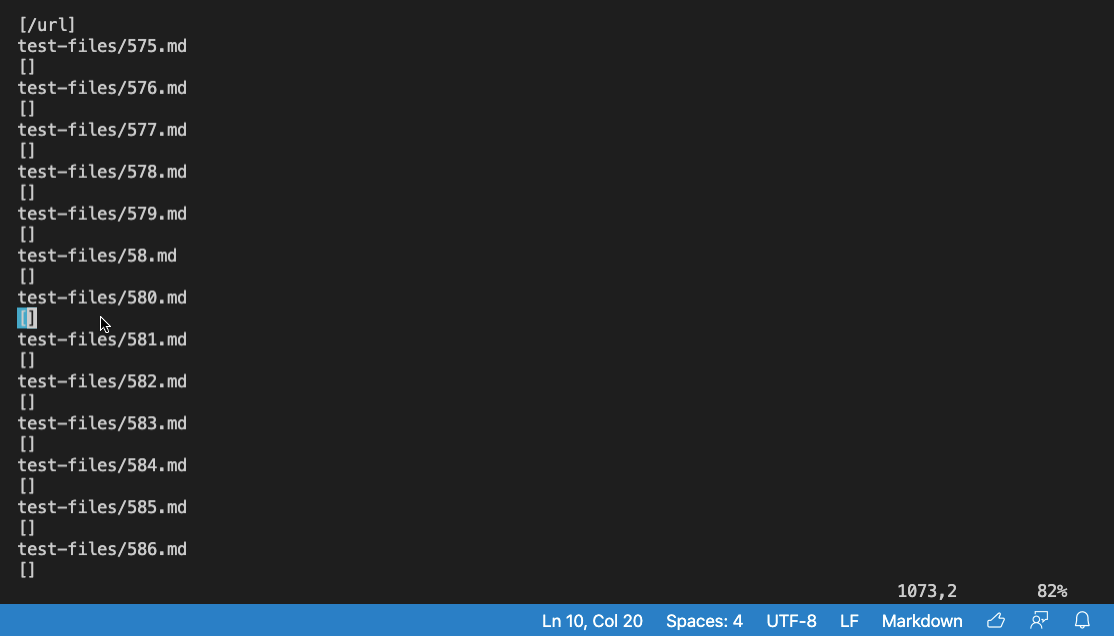 [/url]
test-files/575.md
[]
test-files/576.md
[]
test-files/577.md
[]
test-files/578.md
[]
test-files/579.md
[]
test-files/58.md
[]
test-files/580.md
[]
test-files/581.md
[]
test-files/582.md
[]
test-files/583.md
[]
test-files/584.md
[]
test-files/585.md
[]
test-files/586.md
[]
1073,2 82%
Ln 10, Col 20 Spaces: 4 UTF-8 LF Markdown